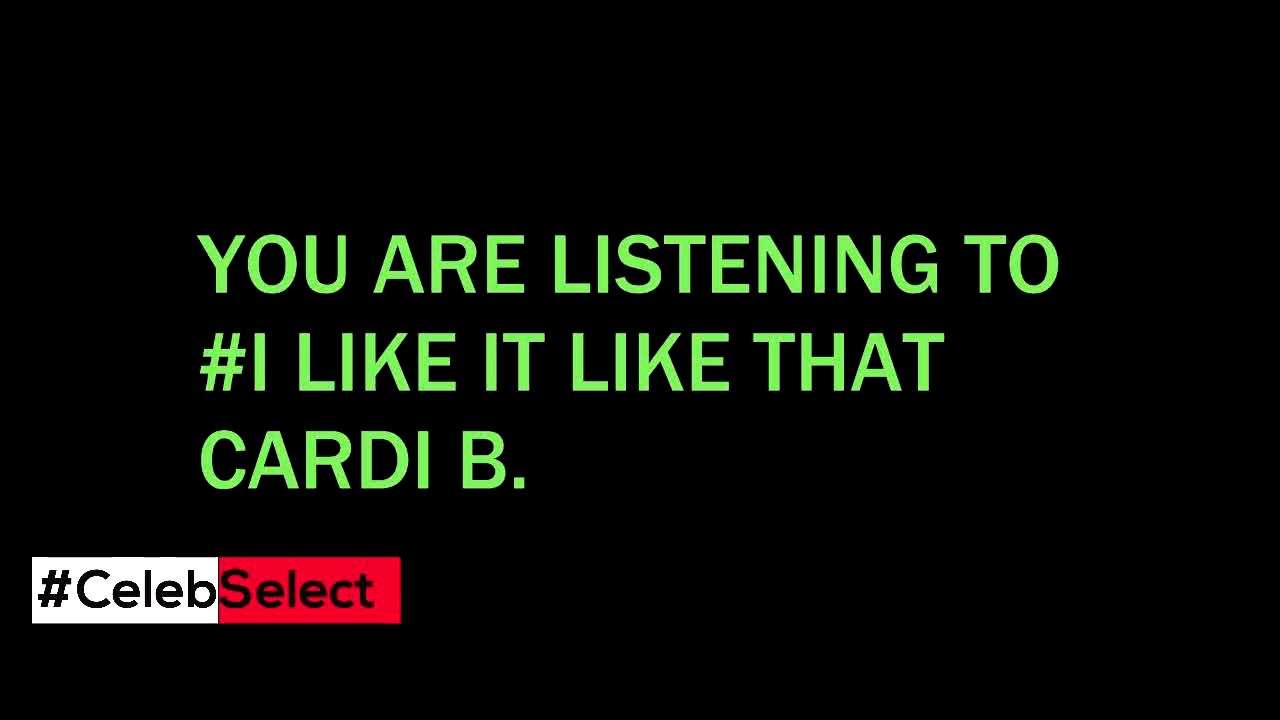 YOU ARE LISTENING TO
#I LIKE IT LIKE THAT
CARDI B.
#CelebSelect